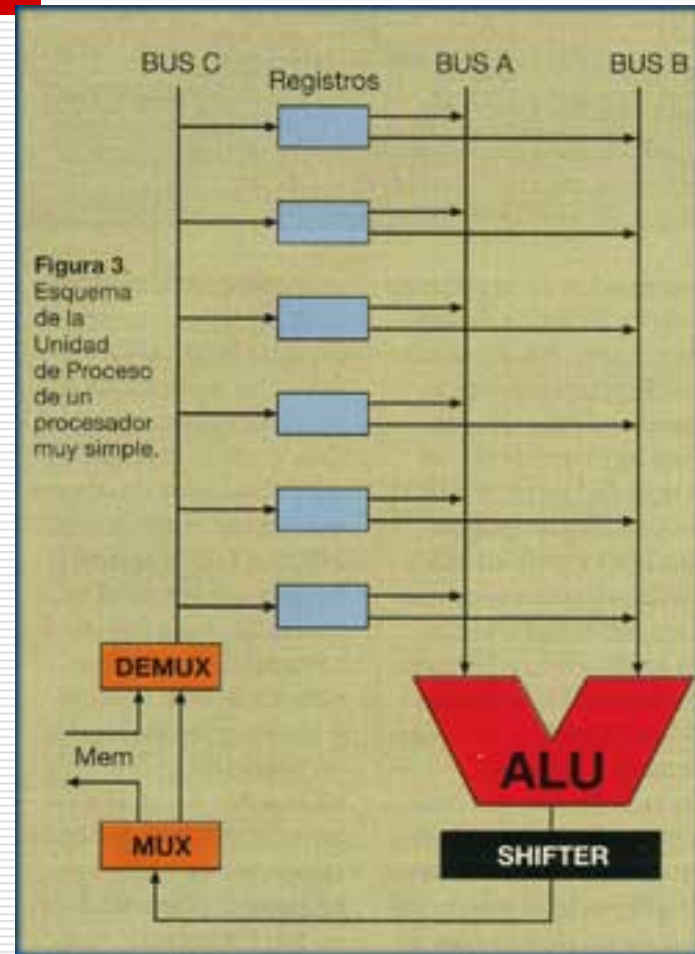 BUS C
Registros
BUS A
BUS B
Figura 3.
Esquema
de la
Unidad
de Proceso
de un
procesador
muy simple.
DEMUX
Mem
MUX
ALU
SHIFTER